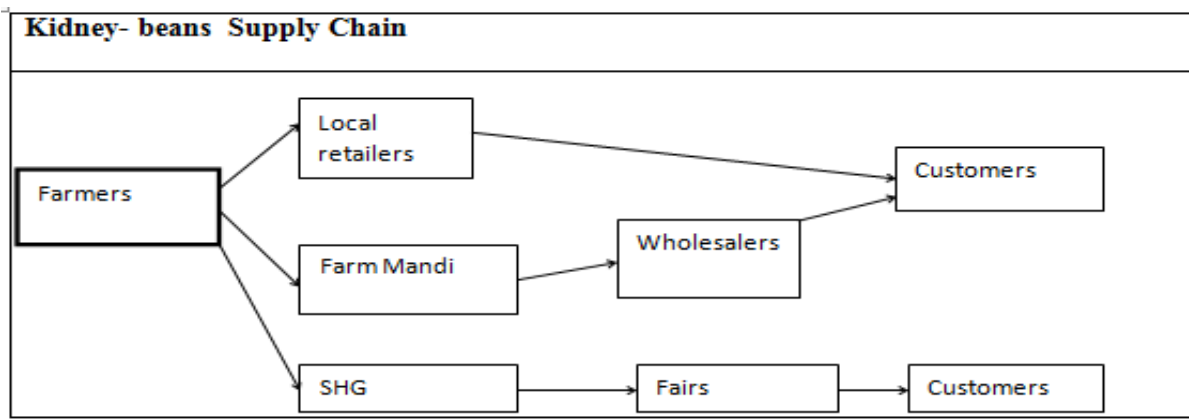 Kidney- beans Supply Chain
Local
retailers
Customers
Farmers
Wholesalers
Farm Mandi
SHG
Fairs
Customers